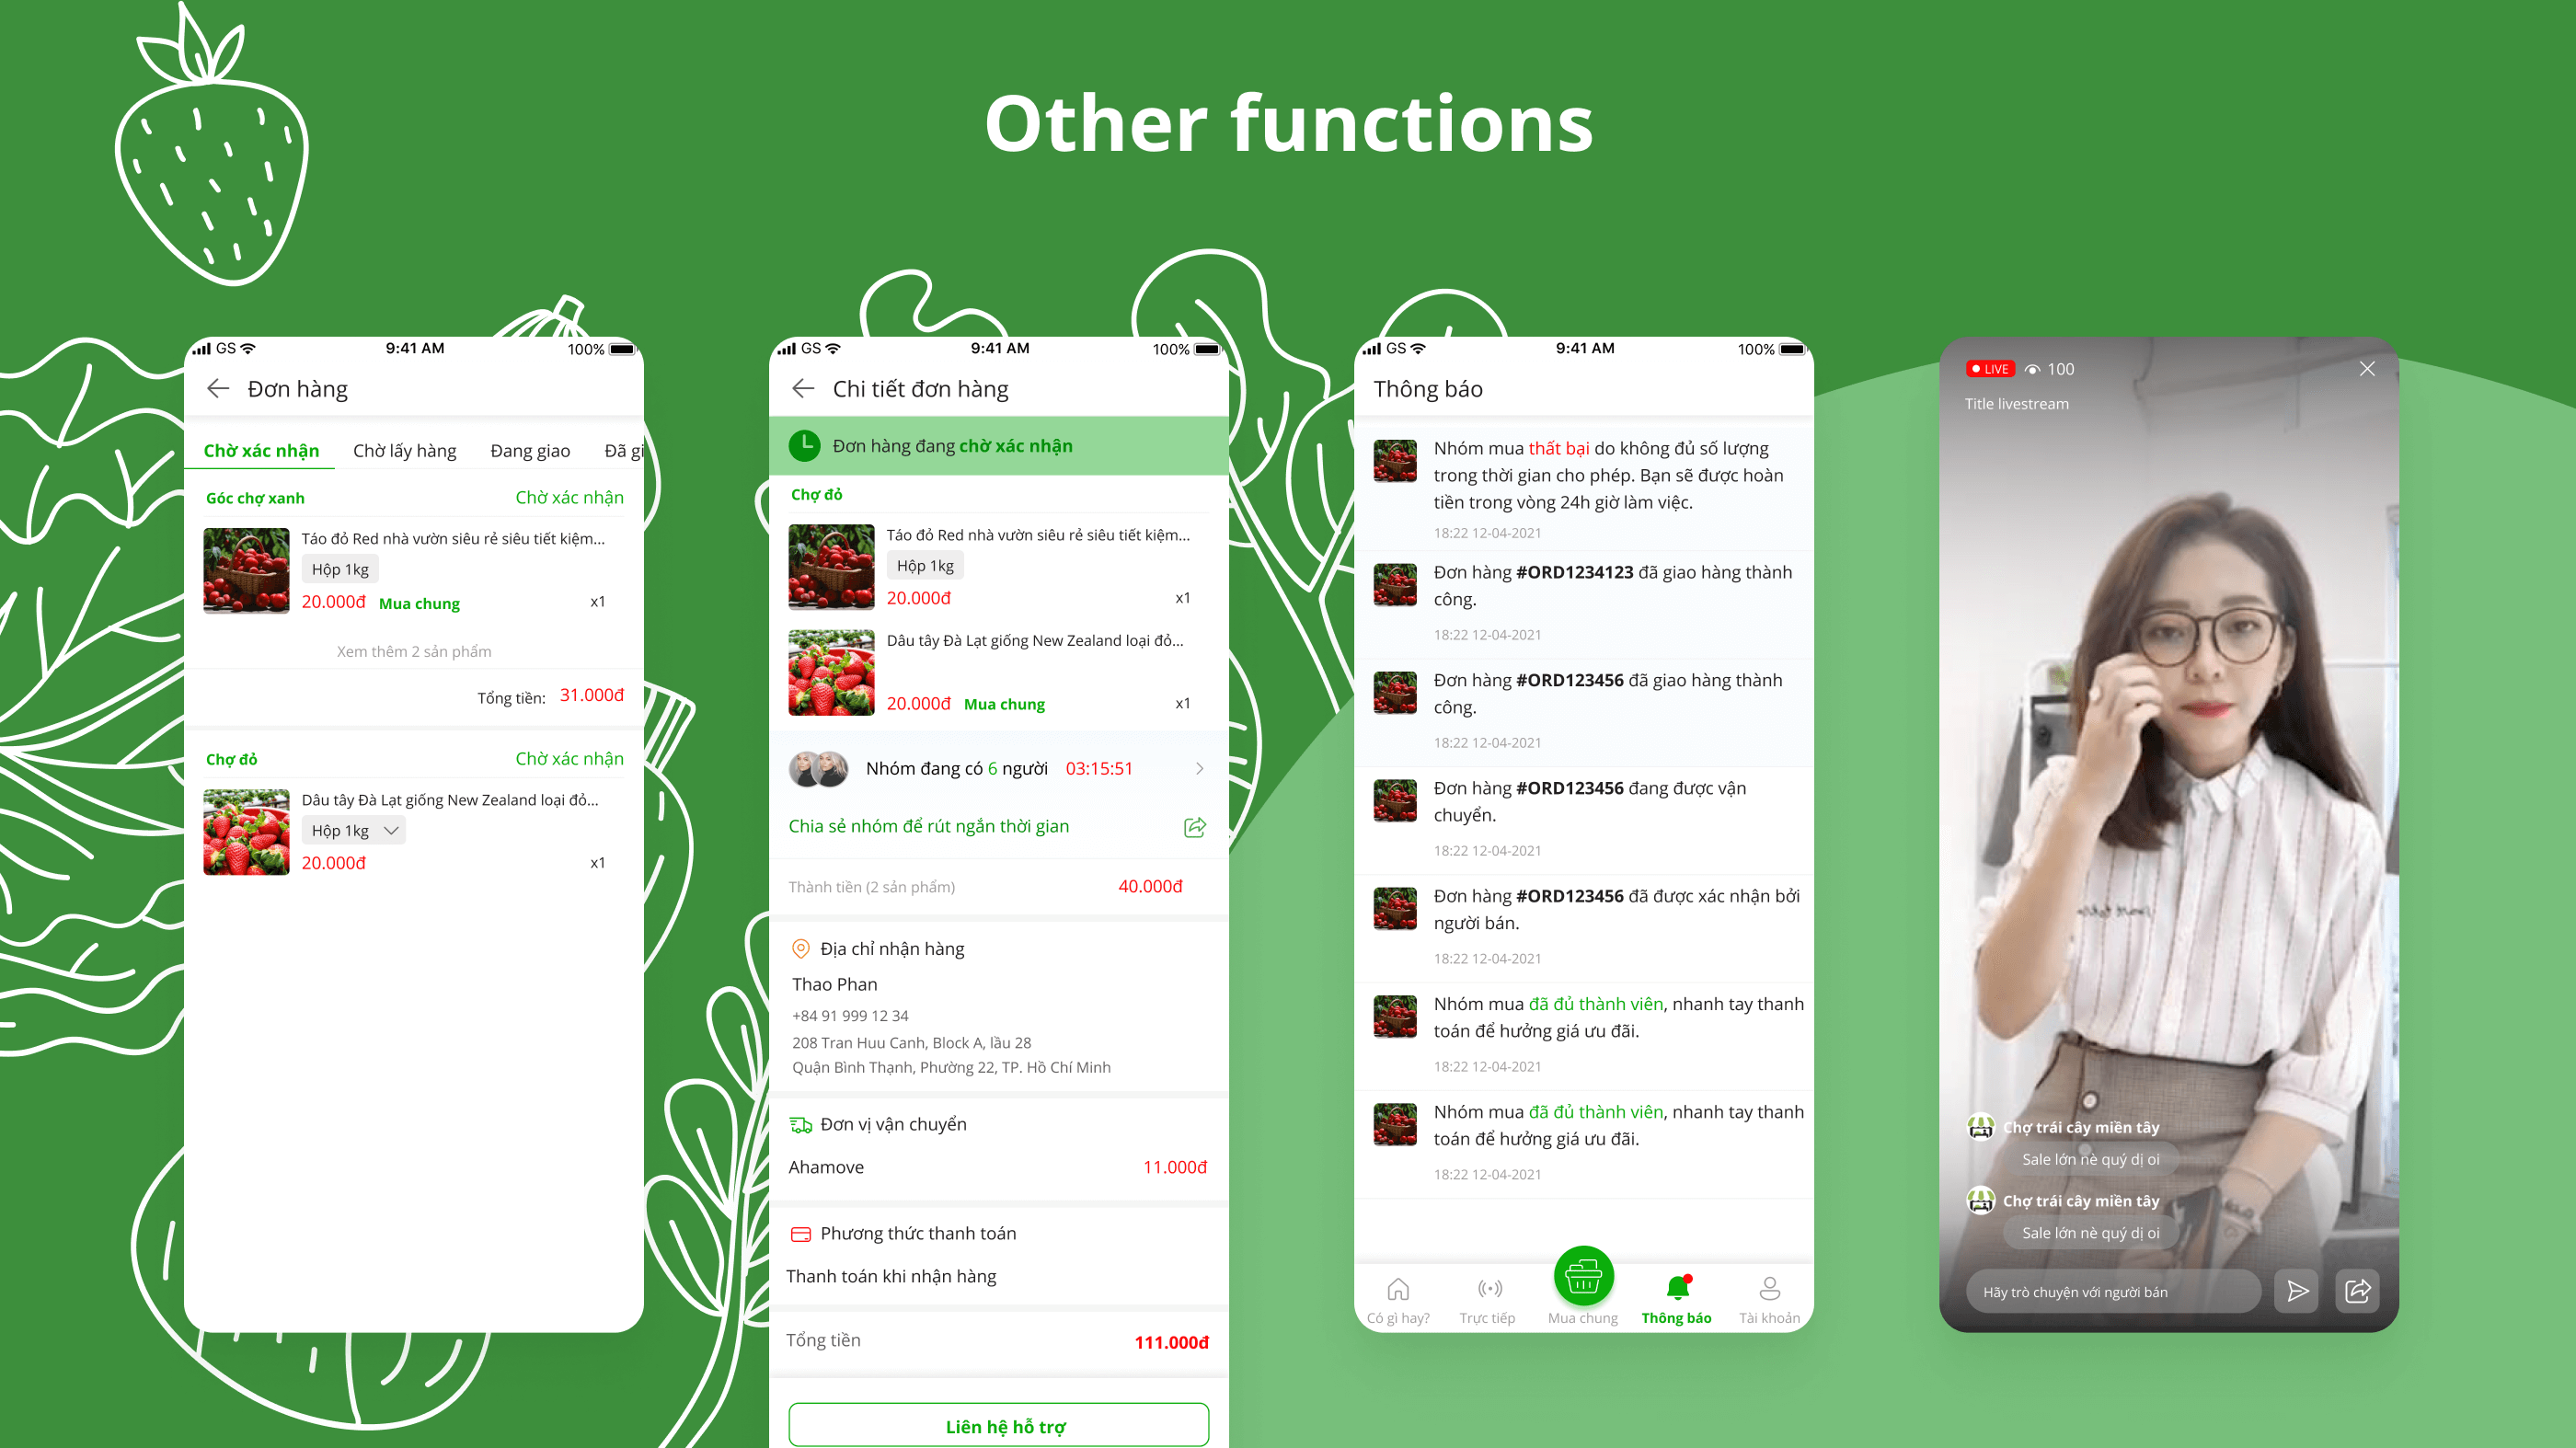 Other functions
GS 9:41 AM 100%
Đơn hàng
Chờ xác nhận Chờ lấy hàng Đang giao Đã gi
Góc chợ xanh Chờ xác nhận
Táo đỏ Red nhà vườn siêu rẻ siêu tiết kiệm...
Hộp 1kg
20.000đ Mua chung x1
Xem thêm 2 sản phẩm
Tổng tiền: 31.000đ
Chợ đỏ Chờ xác nhận
Dâu tây Đà Lạt giống New Zealand loại đỏ...
Hộp 1kg
20.000đ x1
GS 9:41 AM 100%
Chi tiết đơn hàng
Đơn hàng đang chờ xác nhận
Chợ đỏ
Táo đỏ Red nhà vườn siêu rẻ siêu tiết kiệm...
Hộp 1kg
20.000đ x1
Dâu tây Đà Lạt giống New Zealand loại đỏ...
20.000đ Mua chung x1
Nhóm đang có 6 người 03:15:51
Chia sẻ nhóm để rút ngắn thời gian
Thành tiền (2 sản phẩm) 40.000đ
Địa chỉ nhận hàng
Thao Phan
+84 91 999 12 34
208 Tran Huu Canh, Block A, lầu 28
Quận Bình Thạnh, Phường 22, TP. Hồ Chí Minh
Đơn vị vận chuyển
Ahamove 11.000đ
Phương thức thanh toán
Thanh toán khi nhận hàng
Tổng tiền 111.000đ
Liên hệ hỗ trợ
GS 9:41 AM 100%
Thông báo
Nhóm mua thất bại do không đủ số lượng
trong thời gian cho phép. Bạn sẽ được hoàn
tiền trong vòng 24h giờ làm việc.
18:22 12-04-2021
Đơn hàng #ORD1234123 đã giao hàng thành
công.
18:22 12-04-2021
Đơn hàng #ORD123456 đã giao hàng thành
công.
18:22 12-04-2021
Đơn hàng #ORD123456 đang được vận
chuyển.
18:22 12-04-2021
Đơn hàng #ORD123456 đã được xác nhận bởi
người bán.
18:22 12-04-2021
Nhóm mua đã đủ thành viên, nhanh tay thanh
toán để hưởng giá ưu đãi.
18:22 12-04-2021
Nhóm mua đã đủ thành viên, nhanh tay thanh
toán để hưởng giá ưu đãi.
18:22 12-04-2021
Có gì hay? Trực tiếp Mua chung Thông báo Tài khoản
LIVE 100
Title livestream
Chợ trái cây miền tây
Sale lớn nè quý dị oi
Chợ trái cây miền tây
Sale lớn nè quý dị oi
Hãy trò chuyện với người bán